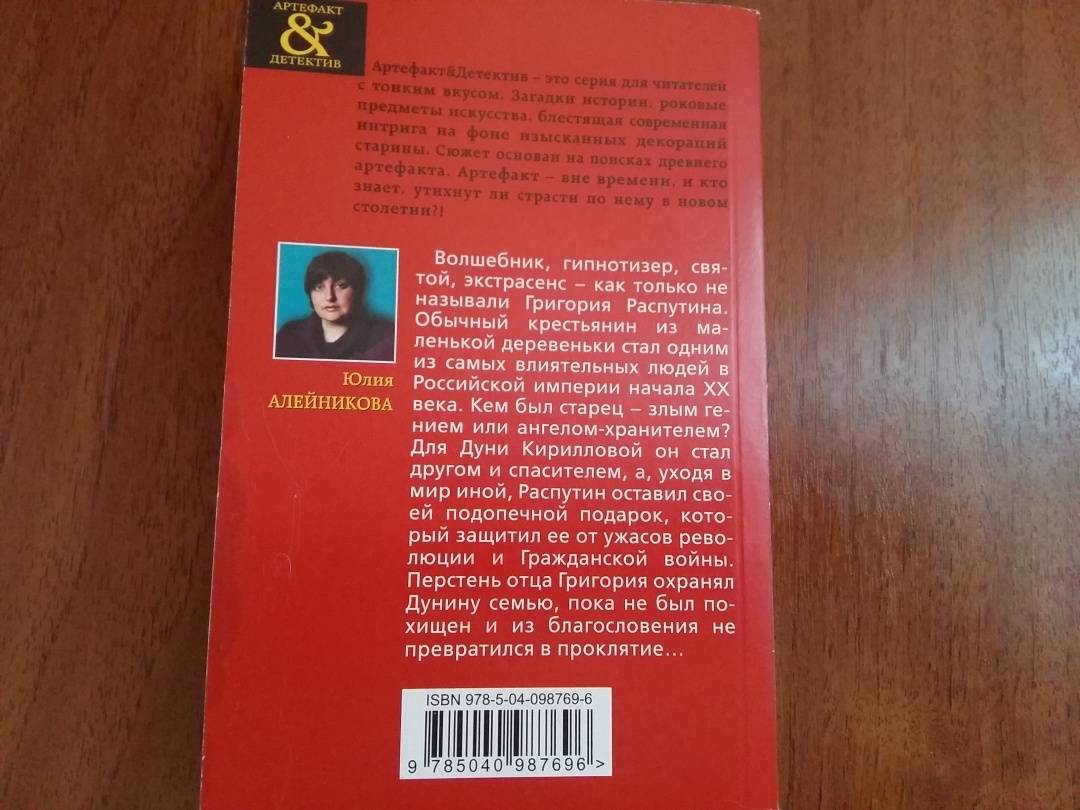 АРТЕФАКТ
&
ДЕТЕКТИВ
Артефакт&Детектив – это серия для читателей
с тонким вкусом. Загадки истории, роковые
предметы искусства, блестящая современная
интрига на фоне изысканных декораций
старины. Сюжет основан на поисках древнего
артефакта. Артефакт – вне времени, и кто
знает, утихнут ли страсти по нему в новом
столетии?!
Юлия
АЛЕЙНИКОВА
Волшебник, гипнотизер, свя-
той, экстрасенс – как только не
называли Григория Распутина.
Обычный крестьянин из ма-
ленькой деревеньки стал одним
из самых влиятельных людей в
Российской империи начала XX
века. Кем был старец – злым ге-
нием или ангелом-хранителем?
Для Дуни Кирилловой он стал
другом и спасителем, а, уходя в
мир иной, Распутин оставил сво-
ей подопечной подарок, кото-
рый защитил ее от ужасов рево-
люции и Гражданской войны.
Перстень отца Григория охранял
Дунину семью, пока не был по-
хищен и из благословения не
превратился в проклятие...
ISBN 978-5-04-098769-6
9 785040 987696 >